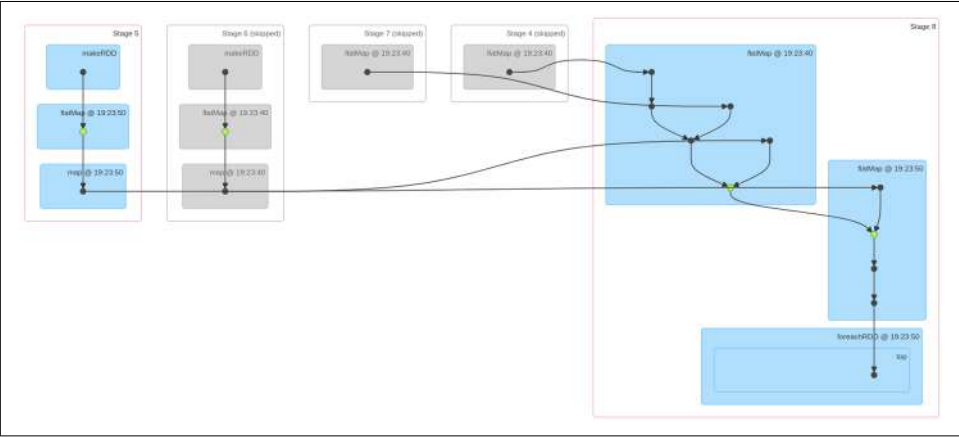 Stage 5
makeRDD
flatMap @ 19:23:50
map @ 19:23:50
Stage 6 (skipped)
makeRDD
flatMap @ 19:23:40
map @ 19:23:40
Stage 7 (skipped)
flatMap @ 19:23:40
Stage 4 (skipped)
flatMap @ 19:23:40
Stage 8
flatMap @ 19:23:40
flatMap @ 19:23:50
foreachRDD @ 19:23:50
top